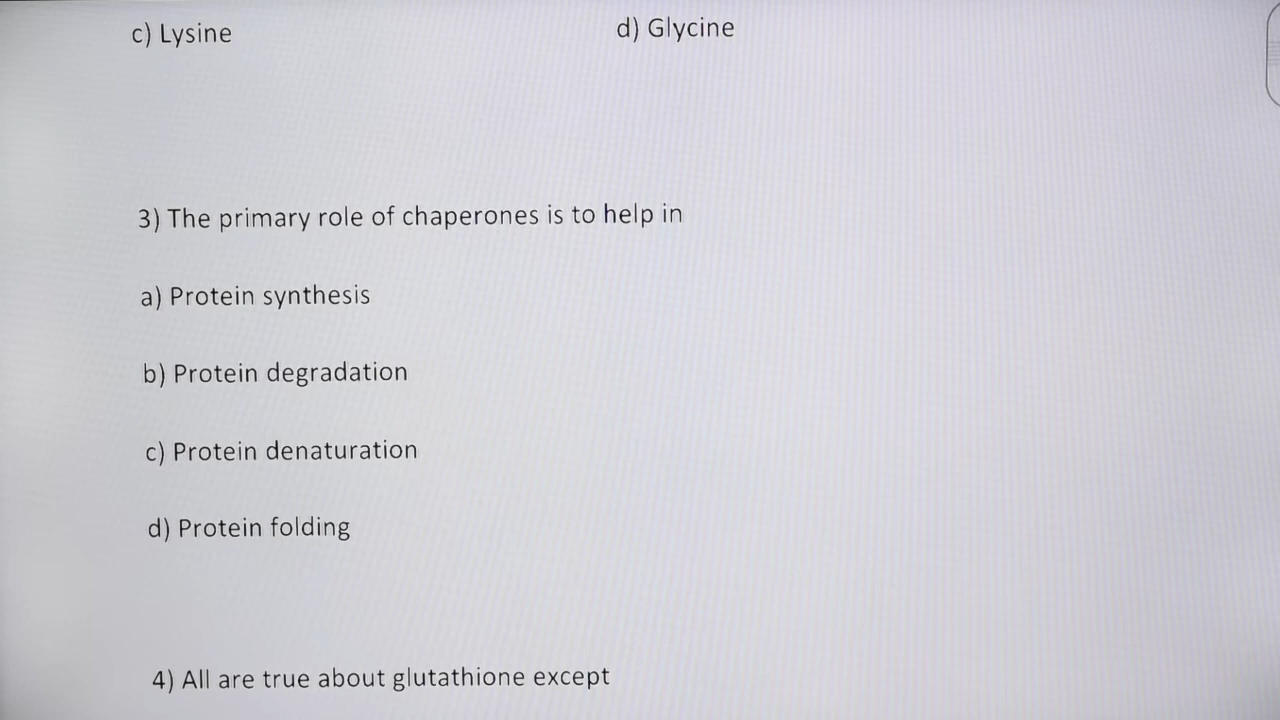 c) Lysine d) Glycine
3) The primary role of chaperones is to help in
a) Protein synthesis
b) Protein degradation
c) Protein denaturation
d) Protein folding
4) All are true about glutathione except